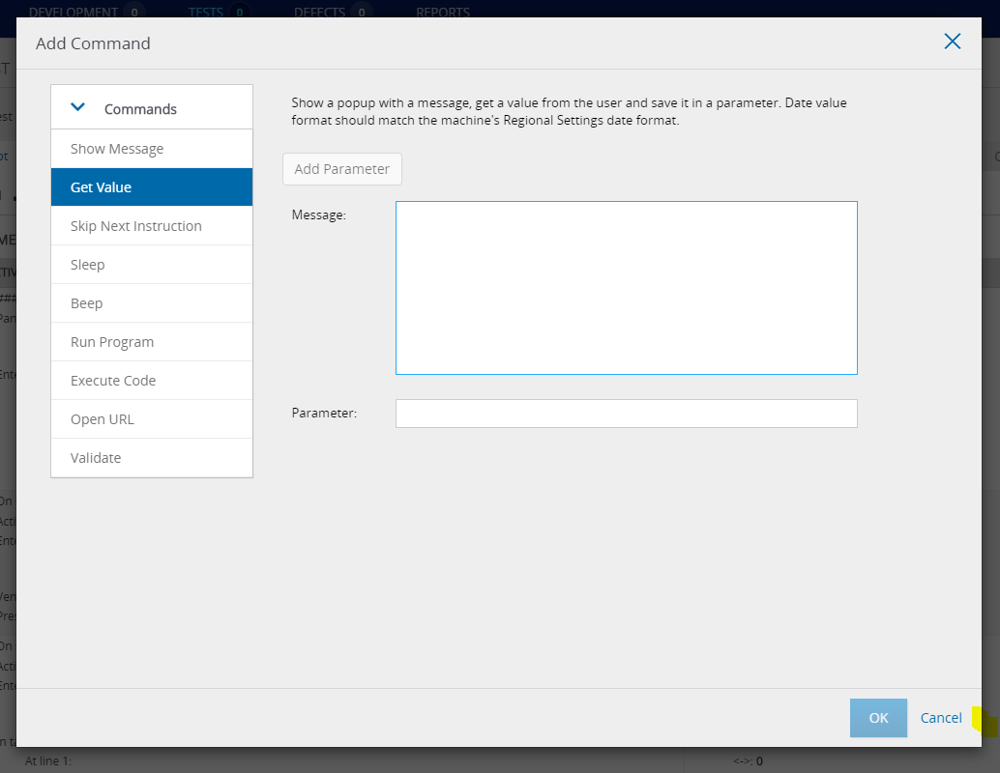 DEVELOPMENT 0 TESTS 0 DEFECTS 0 REPORTS
Add Command
Commands
Show Message
Get Value
Skip Next Instruction
Sleep
Beep
Run Program
Execute Code
Open URL
Validate
Show a popup with a message, get a value from the user and save it in a parameter. Date value
format should match the machine's Regional Settings date format.
Add Parameter
Message:
Parameter:
OK Cancel
At line 1:
<->: 0